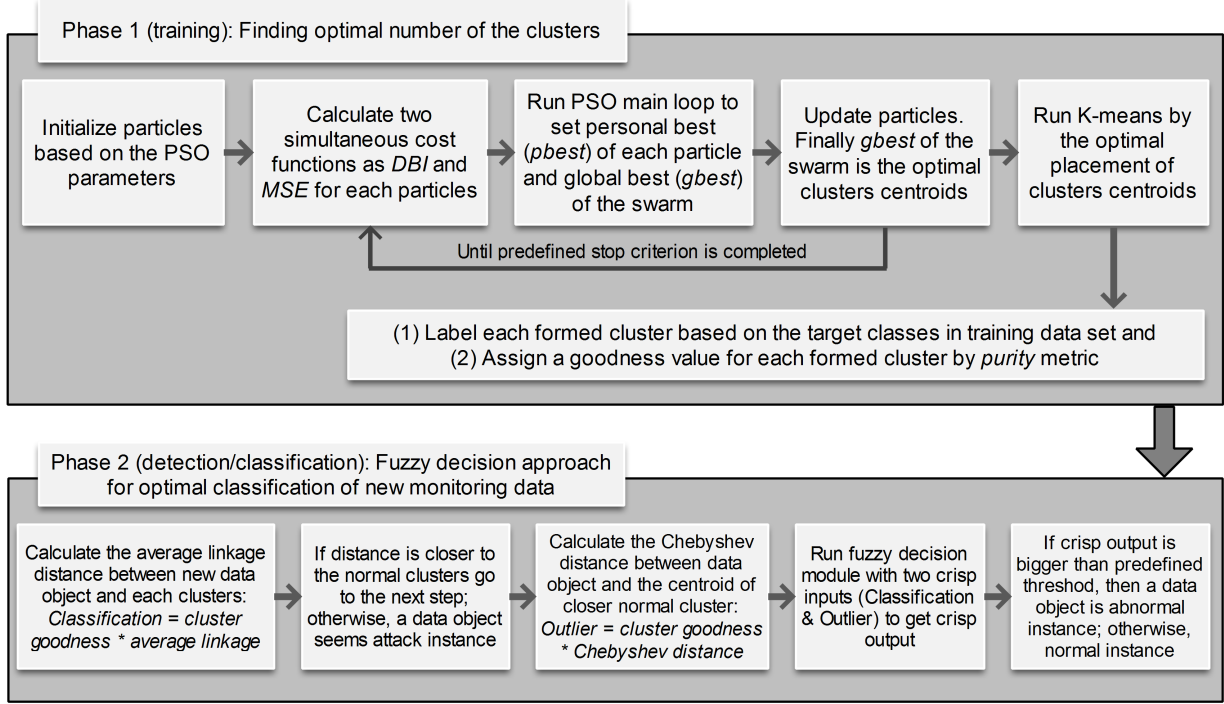 Phase 1 (training): Finding optimal number of the clusters
Initialize particles
based on the PSO
parameters
Calculate two
simultaneous cost
functions as DBI and
MSE for each particles
Run PSO main loop to
set personal best
(pbest) of each particle
and global best (gbest)
of the swarm
Update particles.
Finally gbest of the
swarm is the optimal
clusters centroids
Run K-means by
the optimal
placement of
clusters centroids
Until predefined stop criterion is completed
(1) Label each formed cluster based on the target classes in training data set and
(2) Assign a goodness value for each formed cluster by purity metric
Phase 2 (detection/classification): Fuzzy decision approach
for optimal classification of new monitoring data
Calculate the average linkage
distance between new data
object and each clusters:
Classification = cluster
goodness * average linkage
If distance is closer to
the normal clusters go
to the next step;
otherwise, a data object
seems attack instance
Calculate the Chebyshev
distance between data
object and the centroid of
closer normal cluster:
Outlier = cluster goodness
* Chebyshev distance
Run fuzzy decision
module with two crisp
inputs (Classification
& Outlier) to get crisp
output
If crisp output is
bigger than predefined
threshod, then a data
object is abnormal
instance; otherwise,
normal instance